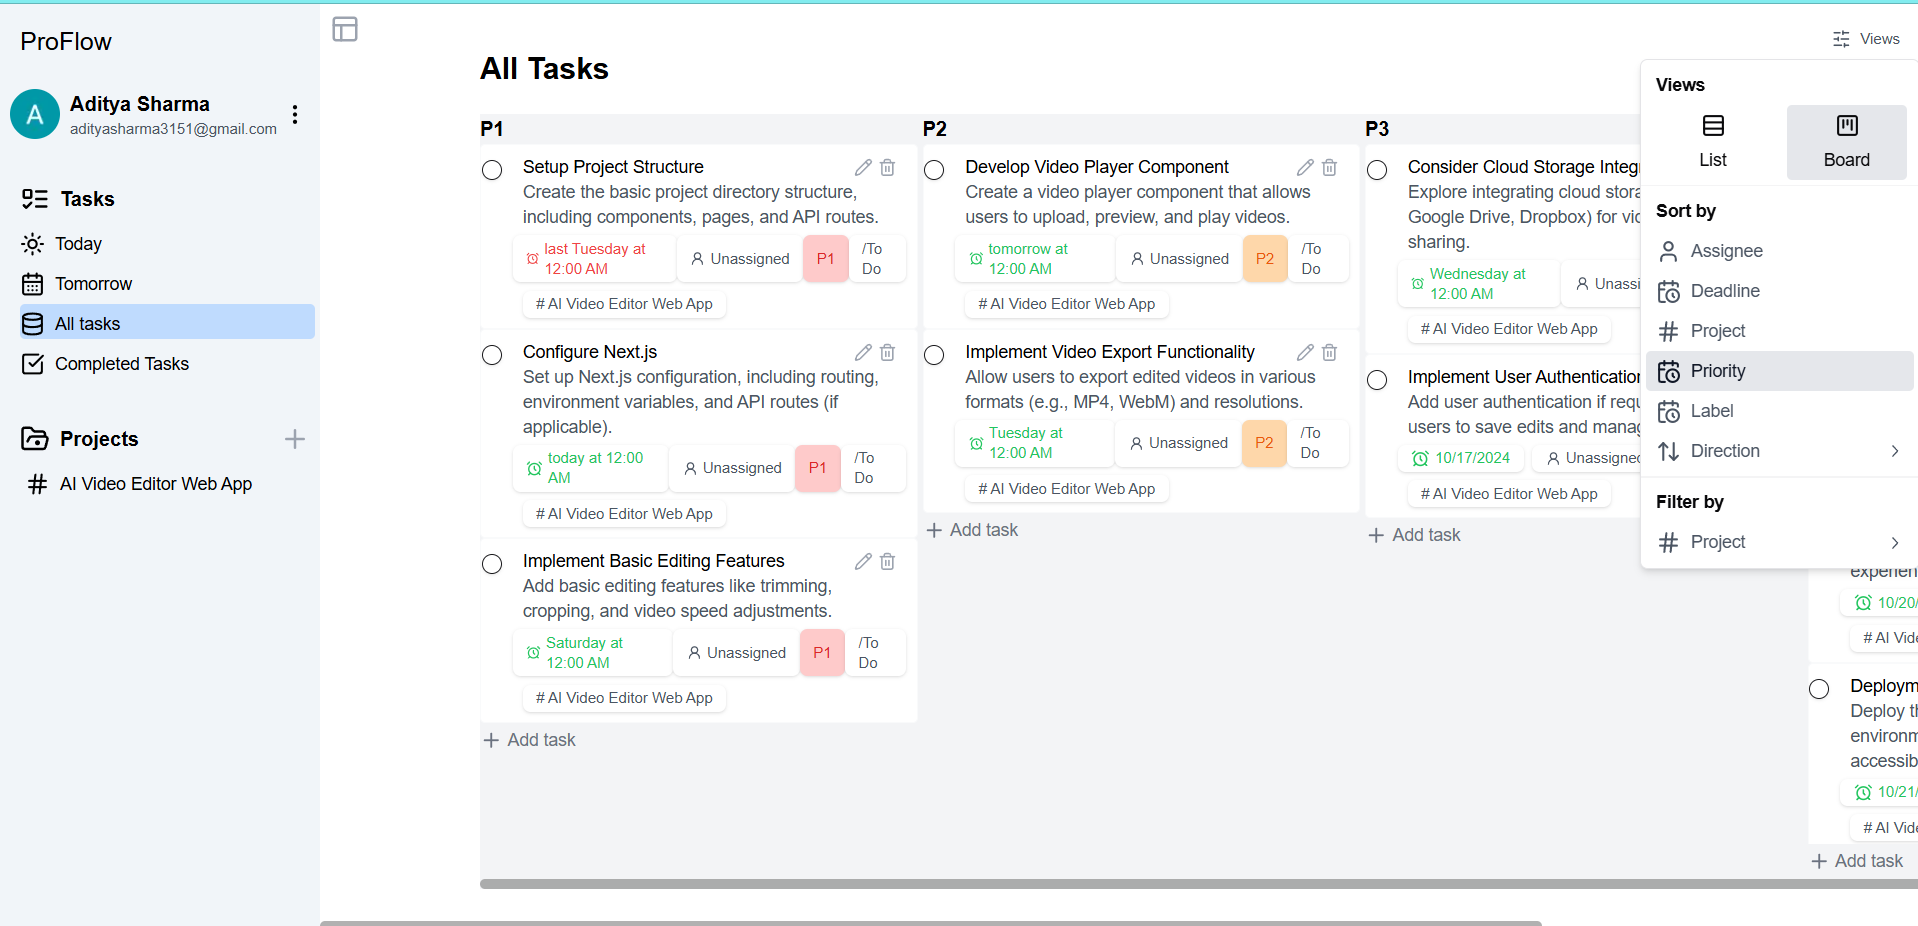 ProFlow
A
Aditya Sharma
adityasharma3151@gmail.com
Tasks
Today
Tomorrow
All tasks
Completed Tasks
Projects
# AI Video Editor Web App
All Tasks
P1
Setup Project Structure
Create the basic project directory structure,
including components, pages, and API routes.
last Tuesday at
12:00 AM
Unassigned
P1
/To
Do
# AI Video Editor Web App
Configure Next.js
Set up Next.js configuration, including routing,
environment variables, and API routes (if
applicable).
today at 12:00
AM
Unassigned
P1
/To
Do
# AI Video Editor Web App
Implement Basic Editing Features
Add basic editing features like trimming,
cropping, and video speed adjustments.
Saturday at
12:00 AM
Unassigned
P1
/To
Do
# AI Video Editor Web App
+ Add task
P2
Develop Video Player Component
Create a video player component that allows
users to upload, preview, and play videos.
tomorrow at
12:00 AM
Unassigned
P2
/To
Do
# AI Video Editor Web App
Implement Video Export Functionality
Allow users to export edited videos in various
formats (e.g., MP4, WebM) and resolutions.
Tuesday at
12:00 AM
Unassigned
P2
/To
Do
# AI Video Editor Web App
+ Add task
P3
Consider Cloud Storage Integ
Explore integrating cloud stora
Google Drive, Dropbox) for vid
sharing.
Wednesday at
12:00 AM
Unassi
# AI Video Editor Web App
Implement User Authentication
Add user authentication if requ
users to save edits and manag
10/17/2024
Unassigned
# AI Video Editor Web App
+ Add task
experien
10/20/
# AI Vide
Deploym
Deploy th
environm
accessib
10/21/
# AI Vide
+ Add task
Views
Views
List
Board
Sort by
Assignee
Deadline
# Project
Priority
Label
Direction
Filter by
# Project